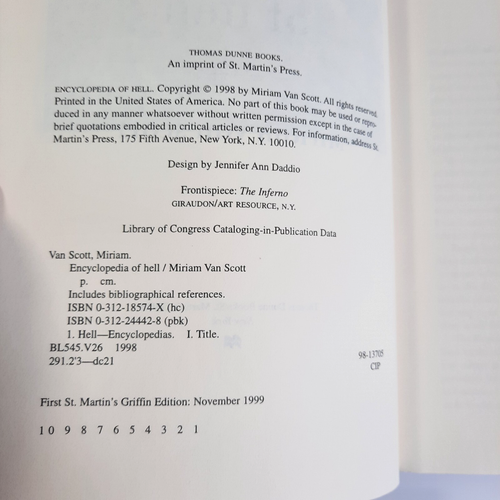 THOMAS DUNNE BOOKS.
An imprint of St. Martin's Press.
ENCYCLOPEDIA OF HELL. Copyright © 1998 by Miriam Van Scott. All rights reserved.
Printed in the United States of America. No part of this book may be used or repro-
duced in any manner whatsoever without written permission except in the case of
brief quotations embodied in critical articles or reviews. For information, address St.
Martin's Press, 175 Fifth Avenue, New York, N.Y. 10010.
Design by Jennifer Ann Daddio
Frontispiece: The Inferno
GIRAUDON/ART RESOURCE, N.Y.
Library of Congress Cataloging-in-Publication Data
Van Scott, Miriam.
Encyclopedia of hell / Miriam Van Scott
p. cm.
Includes bibliographical references.
ISBN 0-312-18574-X (hc)
ISBN 0-312-24442-8 (pbk)
1. Hell—Encyclopedias. I. Title.
BL545.V26 1998
291.2'3—dc21
98-13705
CIP
First St. Martin's Griffin Edition: November 1999
10 9 8 7 6 5 4 3 2 1